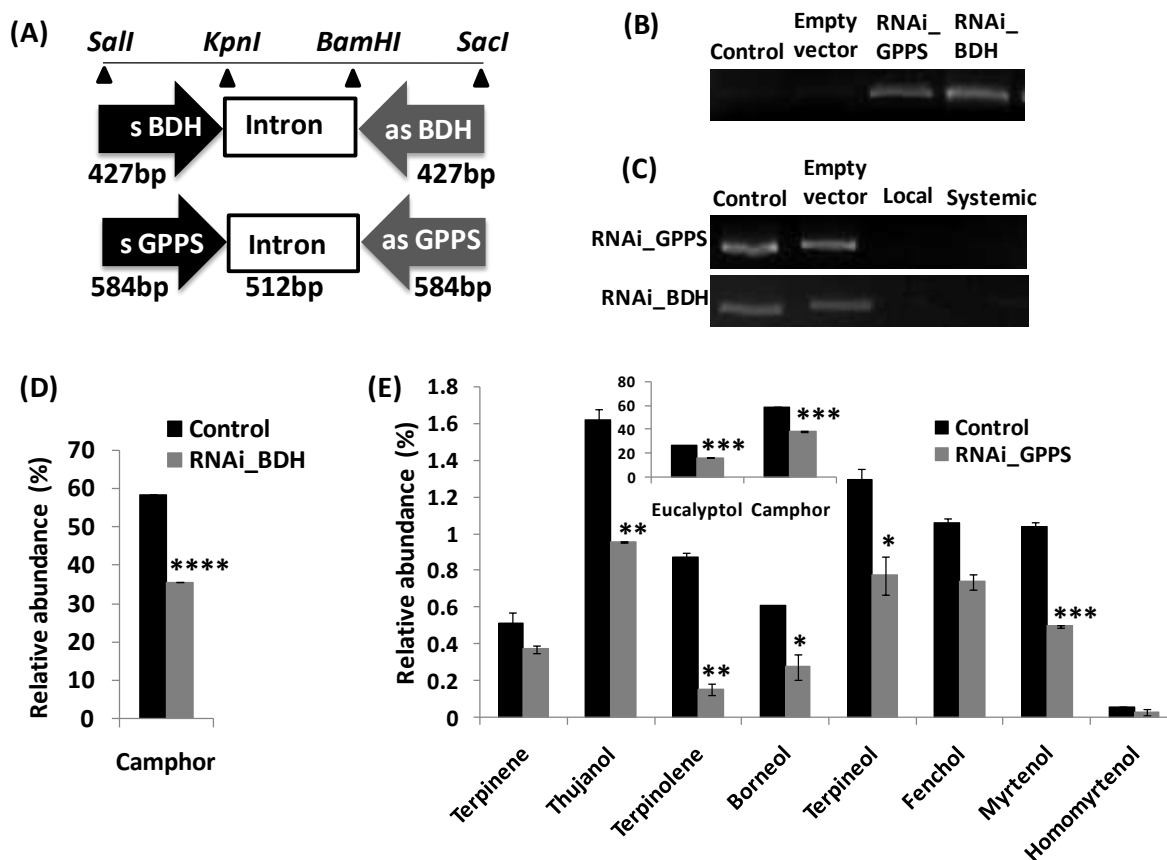 (A)
SalI KpnI BamHI SacI
s BDH Intron as BDH
427bp 427bp
s GPPS Intron as GPPS
584bp 512bp 584bp
(B)
Control Empty vector RNAi_GPPS RNAi_BDH
(C)
Control Empty vector Local Systemic
RNAi_GPPS
RNAi_BDH
(D)
Control
RNAi_BDH
Relative abundance (%)
70
60
50
40
30
20
10
0
****
Camphor
(E)
Relative abundance (%)
1.8
1.6
1.4
1.2
1
0.8
0.6
0.4
0.2
0
80
60
40
20
0
*** ***
Eucalyptol Camphor
Control
RNAi_GPPS
** ** * * ***
Terpinene
Thujanol
Terpinolene
Borneol
Terpineol
Fenchol
Myrtenol
Homomyrtenol